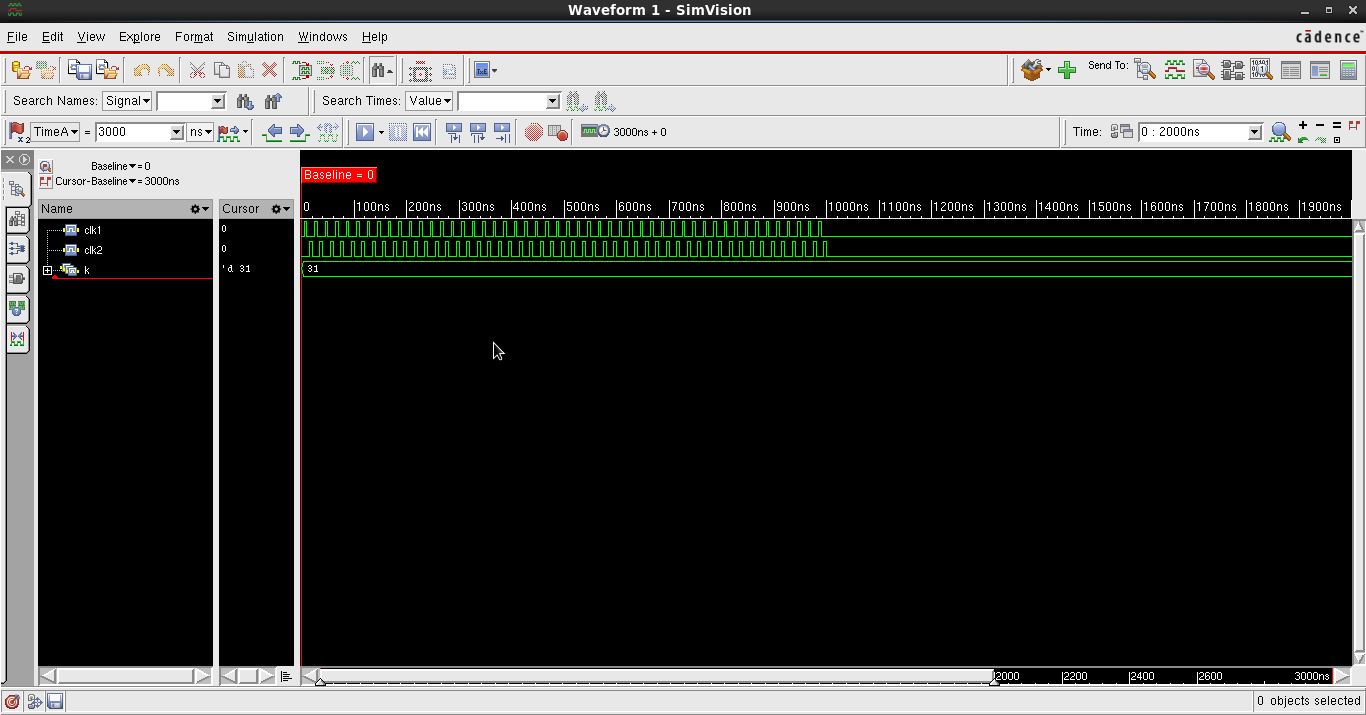 Waveform 1 - SimVision
File Edit View Explore Format Simulation Windows Help
cādence
Send To:
Search Names: Signal Search Times: Value
x2 TimeA = 3000 ns 3000ns + 0 Time: 0 : 2000ns
Baseline = 0
Cursor-Baseline = 3000ns
Baseline = 0
Name Cursor 0 100ns 200ns 300ns 400ns 500ns 600ns 700ns 800ns 900ns 1000ns 1100ns 1200ns 1300ns 1400ns 1500ns 1600ns 1700ns 1800ns 1900ns
clk1 0
clk2 0
k 'd 31 31
2000 2200 2400 2600 3000ns
0 objects selected